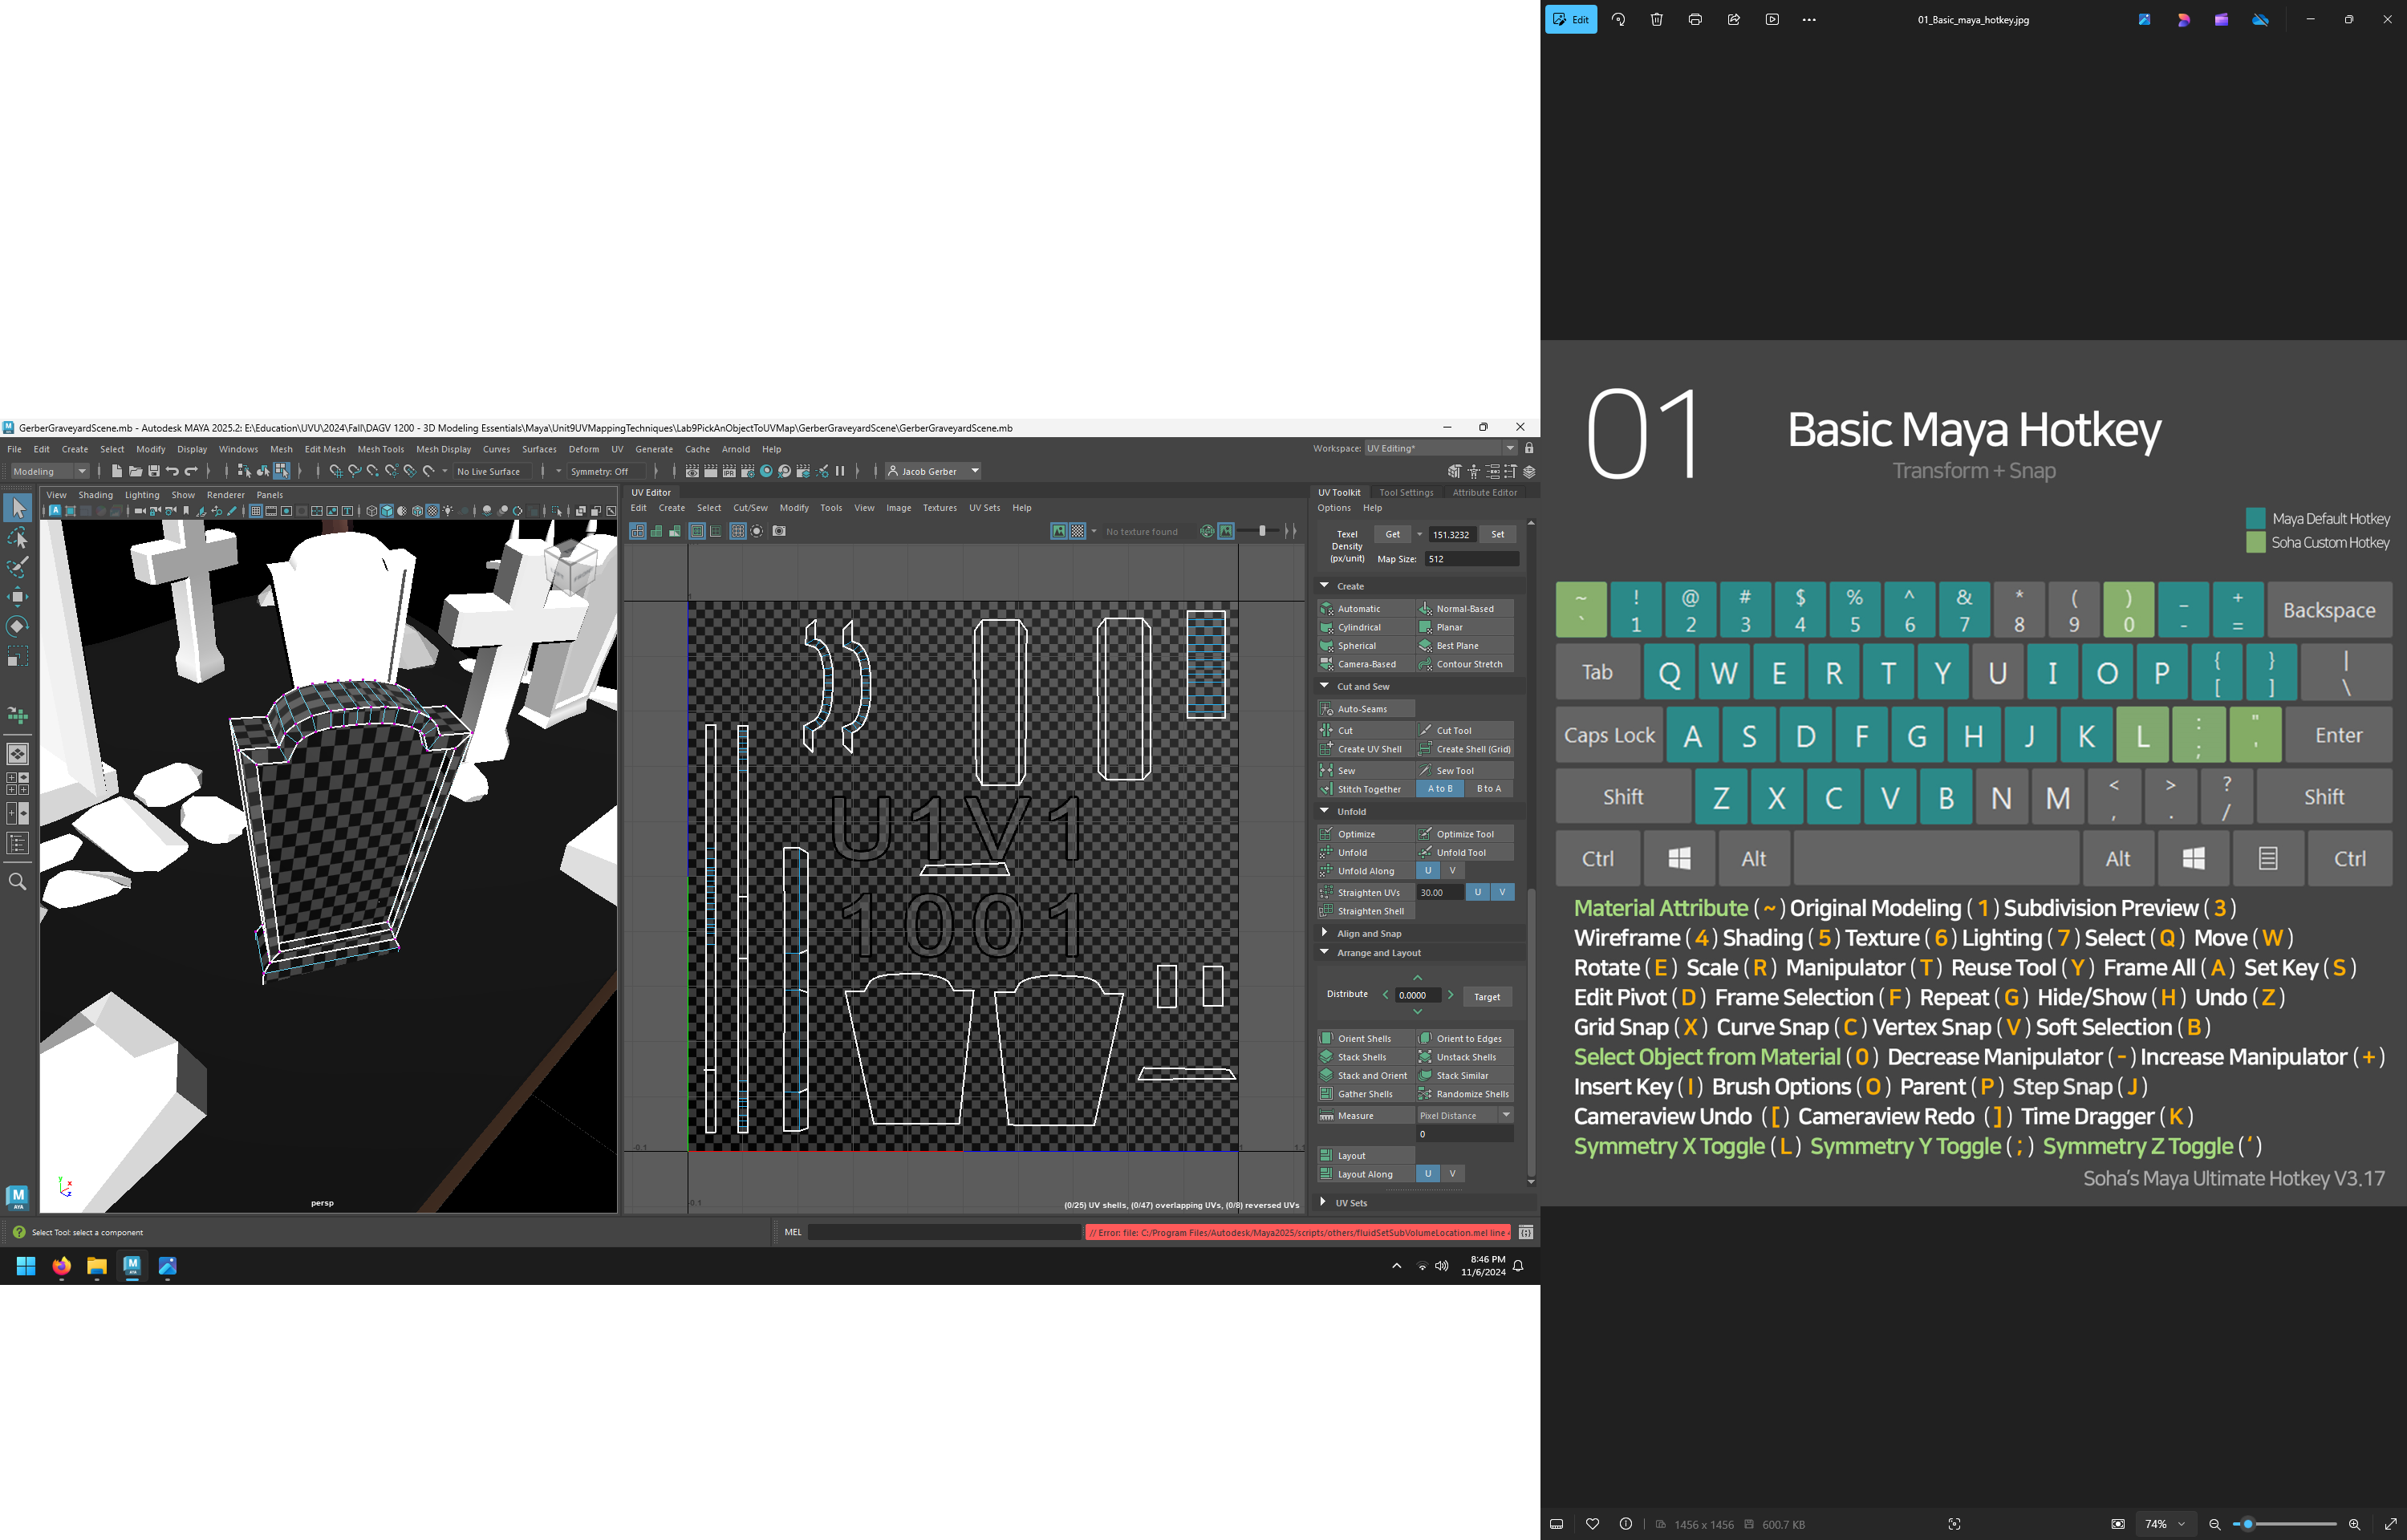 GerberGraveyardScene.mb - Autodesk MAYA 2025.2: E:\Education\UVU\2024\Fall\DAGV 1200 - 3D Modeling Essentials\Maya\Unit9UVMappingTechniques\Lab9PickAnObjectToUVMap\GerberGraveyardScene\GerberGraveyardScene.mb
File Edit Create Select Modify Display Windows Mesh Edit Mesh Mesh Tools Mesh Display Curves Surfaces Deform UV Generate Cache Arnold Help
Workspace: UV Editing*
Modeling No Live Surface Symmetry: Off IPR Jacob Gerber
View Shading Lighting Show Renderer Panels
persp
Select Tool: select a component
UV Editor
Edit Create Select Cut/Sew Modify Tools View Image Textures UV Sets Help
No texture found
U1V1
1001
-0.1 1 1.1
-0.1
(0/25) UV shells, (0/47) overlapping UVs, (0/8) reversed UVs
UV Toolkit Tool Settings Attribute Editor
Options Help
Texel Density (px/unit) Get 151.3232 Set
Map Size: 512
Create
Automatic Normal-Based
Cylindrical Planar
Spherical Best Plane
Camera-Based Contour Stretch
Cut and Sew
Auto-Seams
Cut Cut Tool
Create UV Shell Create Shell (Grid)
Sew Sew Tool
Stitch Together A to B B to A
Unfold
Optimize Optimize Tool
Unfold Unfold Tool
Unfold Along U V
Straighten UVs 30.00 U V
Straighten Shell
Align and Snap
Arrange and Layout
Distribute 0.0000 Target
Orient Shells Orient to Edges
Stack Shells Unstack Shells
Stack and Orient Stack Similar
Gather Shells Randomize Shells
Measure Pixel Distance
0
Layout
Layout Along U V
UV Sets
MEL // Error: file: C:/Program Files/Autodesk/Maya2025/scripts/others/fluidSetSubVolumeLocation.mel line
8:46 PM
11/6/2024
Edit 01_Basic_maya_hotkey.jpg
01 Basic Maya Hotkey
Transform + Snap
Maya Default Hotkey
Soha Custom Hotkey
~ ! @ # $ % ^ & * ( ) _ +
` 1 2 3 4 5 6 7 8 9 0 - = Backspace
Tab Q W E R T Y U I O P { [ } ] | \
Caps Lock A S D F G H J K L : ; " ' Enter
Shift Z X C V B N M < , > . ? / Shift
Ctrl Alt Alt Ctrl
Material Attribute ( ~ ) Original Modeling ( 1 ) Subdivision Preview ( 3 )
Wireframe ( 4 ) Shading ( 5 ) Texture ( 6 ) Lighting ( 7 ) Select ( Q ) Move ( W )
Rotate ( E ) Scale ( R ) Manipulator ( T ) Reuse Tool ( Y ) Frame All ( A ) Set Key ( S )
Edit Pivot ( D ) Frame Selection ( F ) Repeat ( G ) Hide/Show ( H ) Undo ( Z )
Grid Snap ( X ) Curve Snap ( C ) Vertex Snap ( V ) Soft Selection ( B )
Select Object from Material ( 0 ) Decrease Manipulator ( - ) Increase Manipulator ( + )
Insert Key ( I ) Brush Options ( O ) Parent ( P ) Step Snap ( J )
Cameraview Undo ( [ ) Cameraview Redo ( ] ) Time Dragger ( K )
Symmetry X Toggle ( L ) Symmetry Y Toggle ( ; ) Symmetry Z Toggle ( ‘ )
Soha's Maya Ultimate Hotkey V3.17
1456 x 1456 600.7 KB 74%